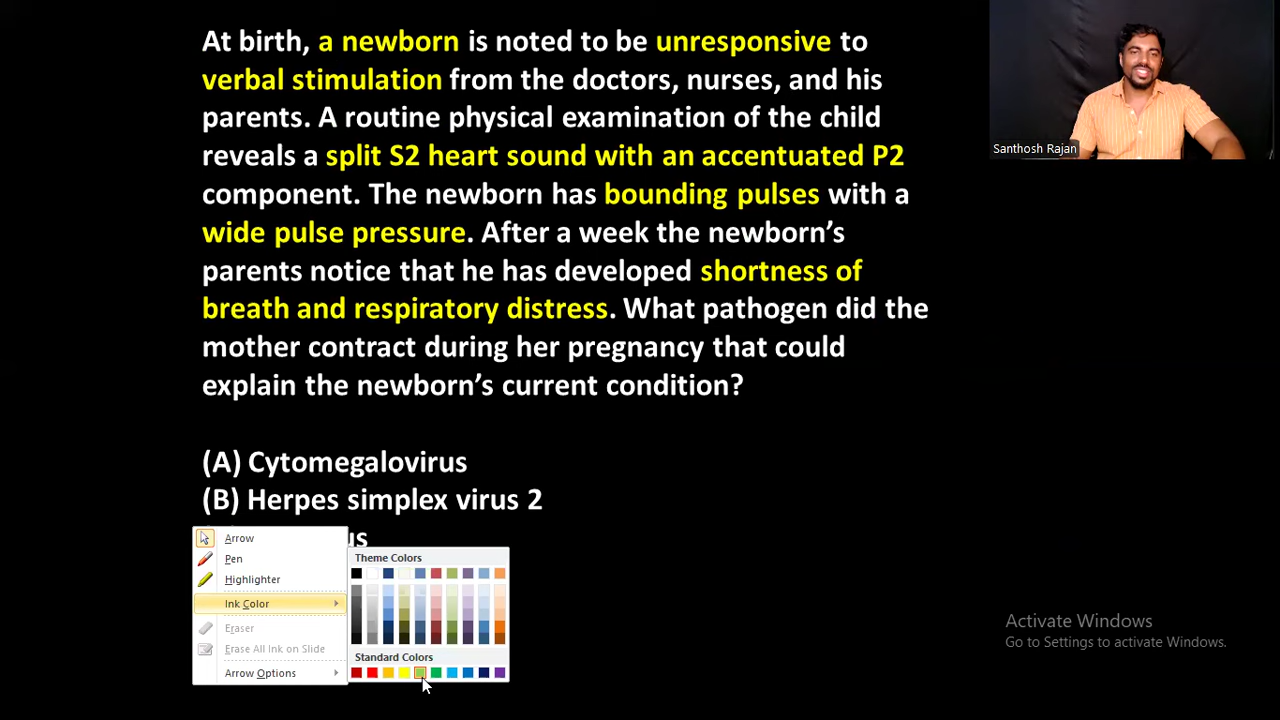 At birth, a newborn is noted to be unresponsive to
verbal stimulation from the doctors, nurses, and his
parents. A routine physical examination of the child
reveals a split S2 heart sound with an accentuated P2
component. The newborn has bounding pulses with a
wide pulse pressure. After a week the newborn’s
parents notice that he has developed shortness of
breath and respiratory distress. What pathogen did the
mother contract during her pregnancy that could
explain the newborn’s current condition?
(A) Cytomegalovirus
(B) Herpes simplex virus 2
Arrow
Pen
Highlighter
Ink Color
Eraser
Erase All Ink on Slide
Arrow Options
Theme Colors
Standard Colors
Santhosh Rajan
Activate Windows
Go to Settings to activate Windows.